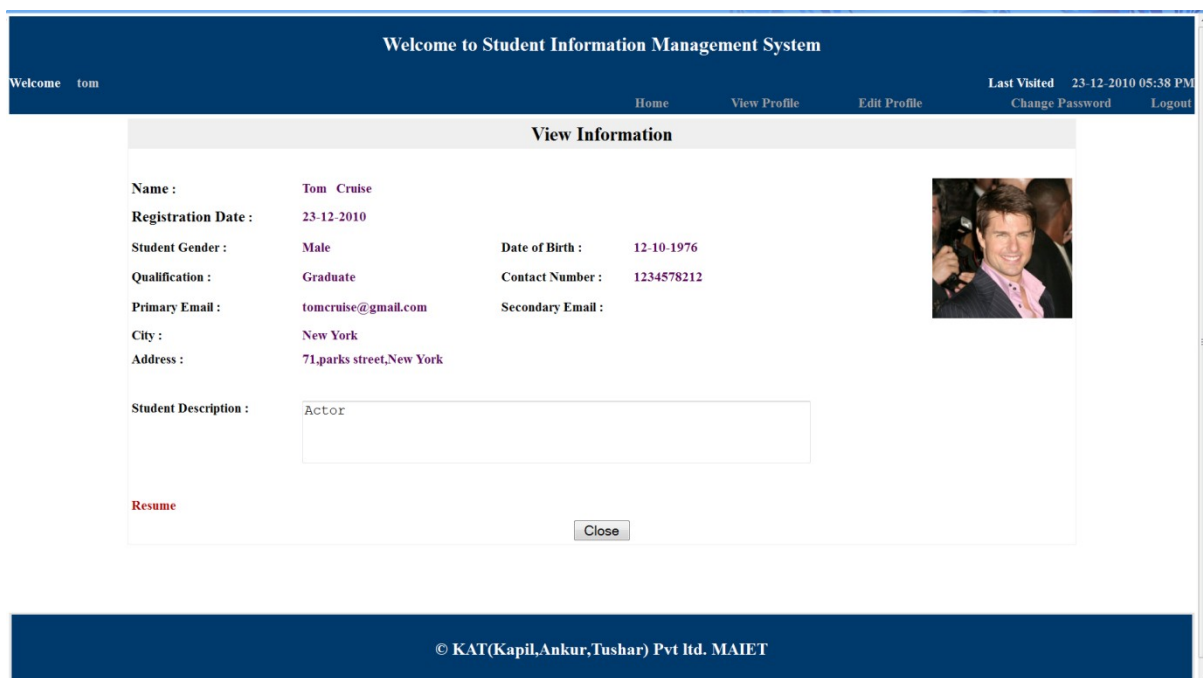 Welcome to Student Information Management System
Welcome tom
Last Visited 23-12-2010 05:38 PM
Home View Profile Edit Profile Change Password Logout
View Information
Name : Tom Cruise
Registration Date : 23-12-2010
Student Gender : Male Date of Birth : 12-10-1976
Qualification : Graduate Contact Number : 1234578212
Primary Email : tomcruise@gmail.com Secondary Email :
City : New York
Address : 71,parks street,New York
Student Description : Actor
Resume
Close
© KAT(Kapil,Ankur,Tushar) Pvt ltd. MAIET